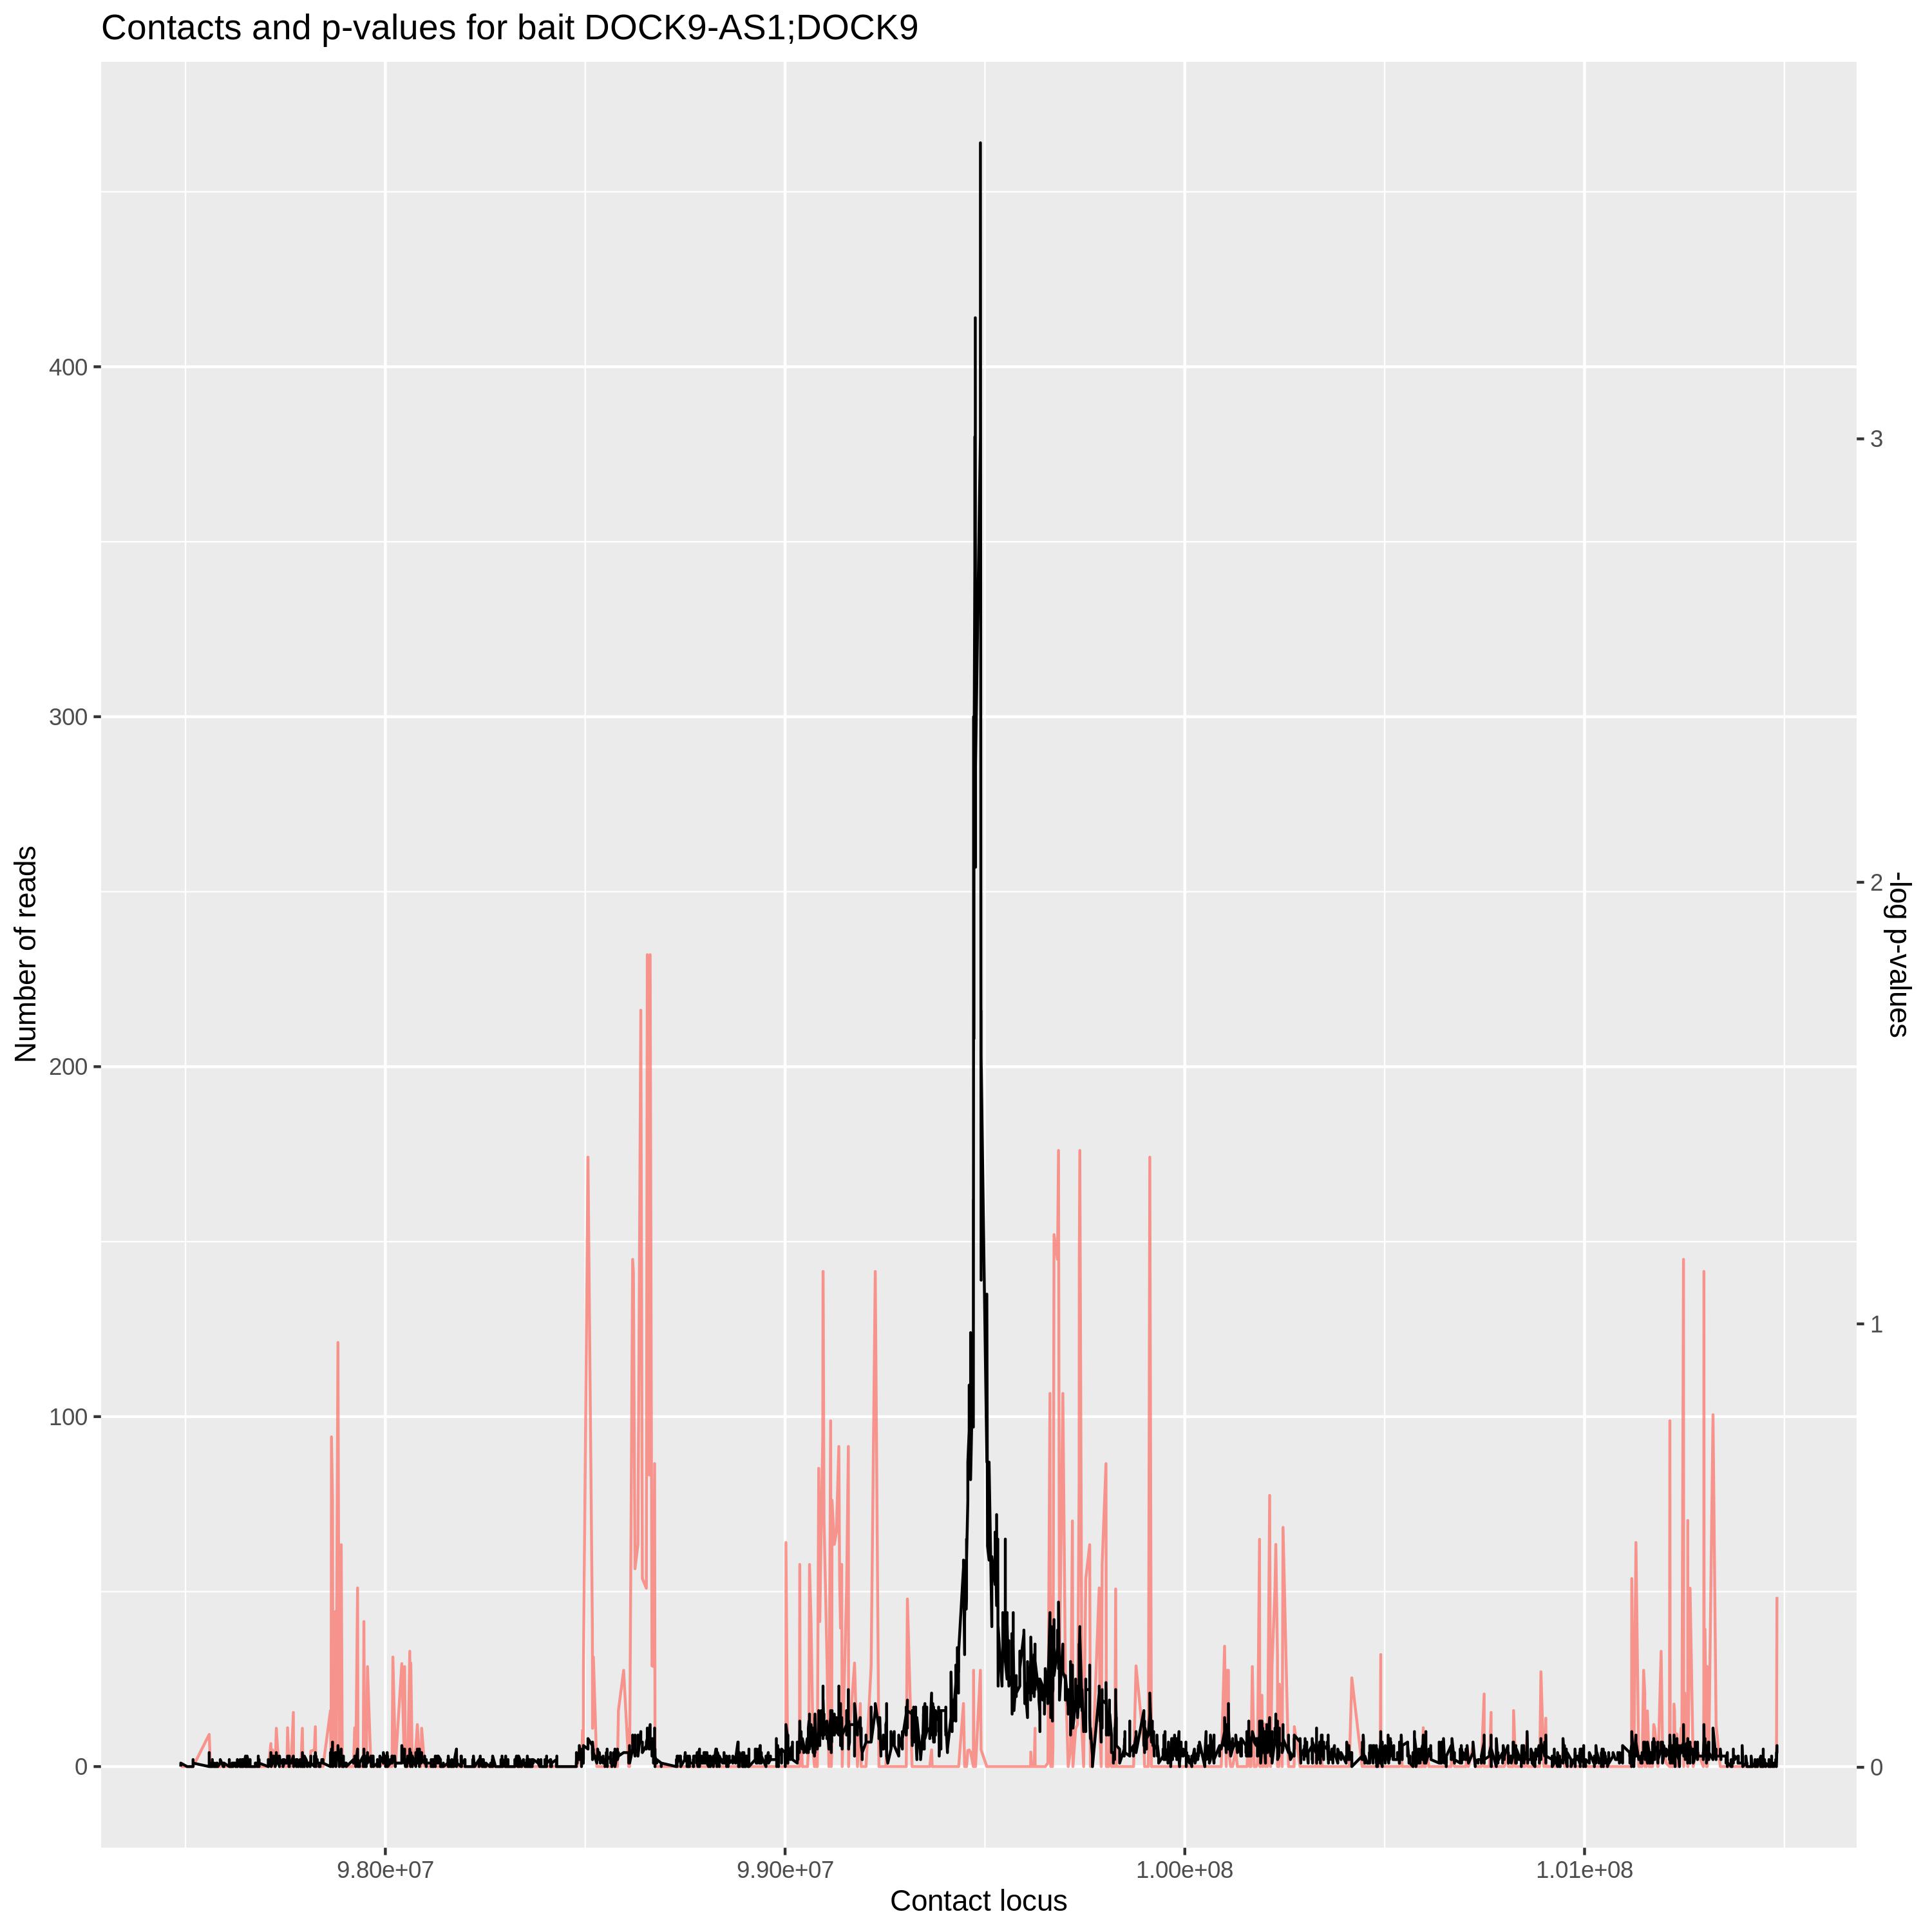 Contacts and p-values for bait DOCK9-AS1;DOCK9
Number of reads
400
300
200
100
0
3
2
1
0
-log p-values
9.80e+07
9.90e+07
1.00e+08
1.01e+08
Contact locus